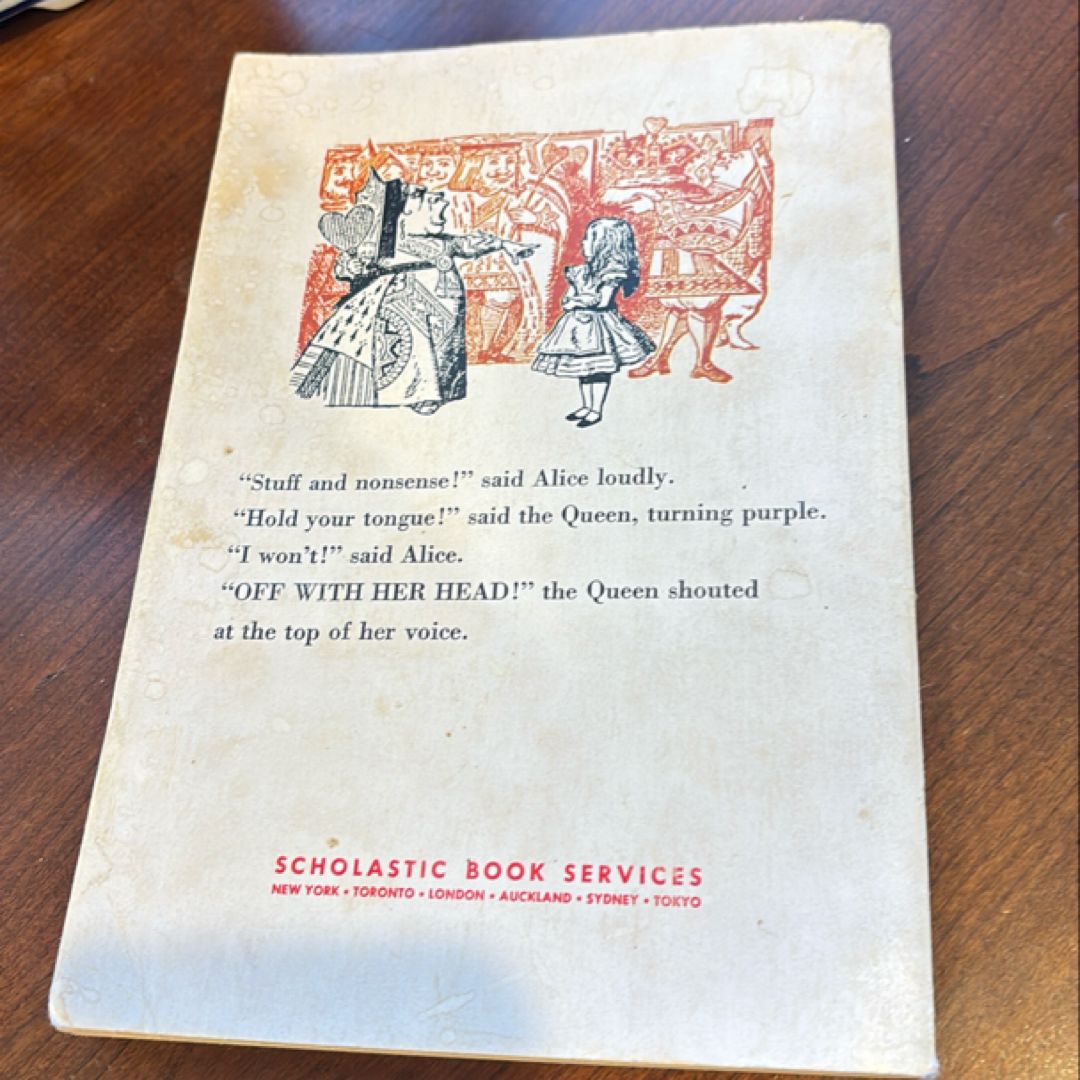 “Stuff and nonsense!” said Alice loudly.
“Hold your tongue!” said the Queen, turning purple.
“I won’t!” said Alice.
“OFF WITH HER HEAD!” the Queen shouted
at the top of her voice.
SCHOLASTIC BOOK SERVICES
NEW YORK • TORONTO • LONDON • AUCKLAND • SYDNEY • TOKYO